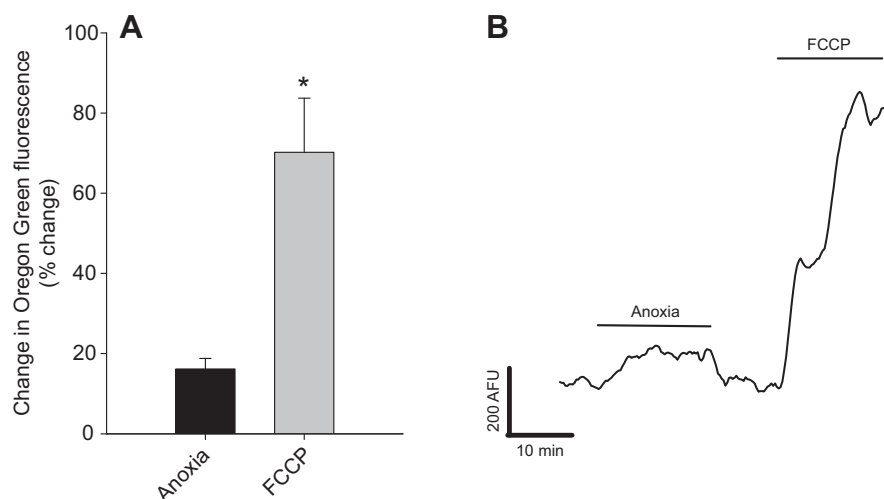 A
Change in Oregon Green fluorescence
(% change)
100
80
60
40
20
0
*
Anoxia
FCCP
B
FCCP
Anoxia
200 AFU
10 min